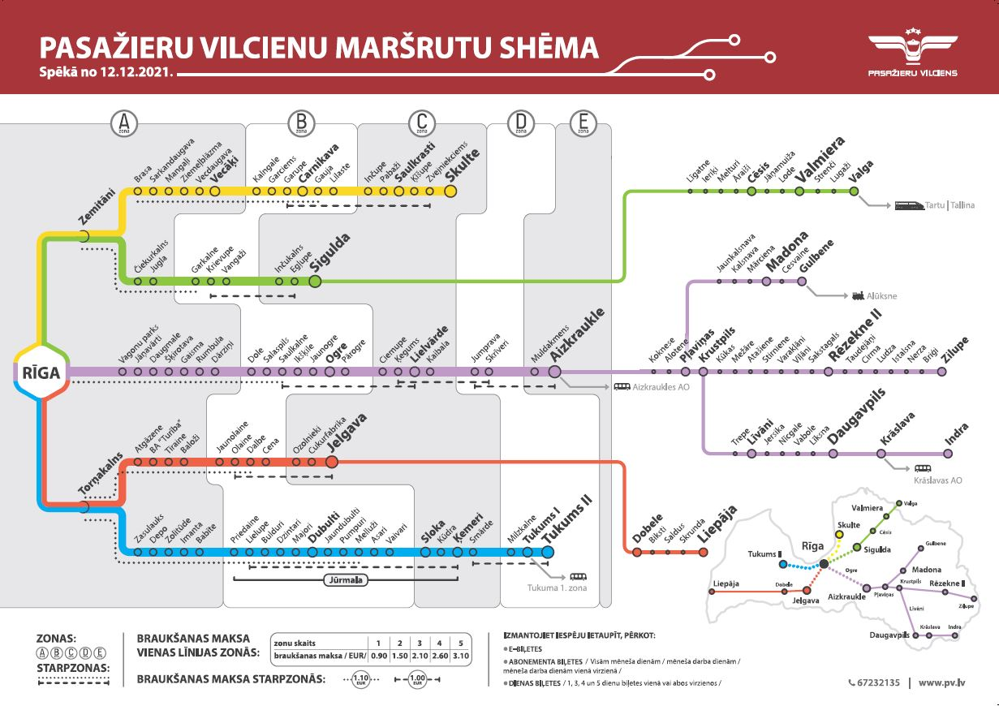 PASAŽIERU VILCIENU MARŠRUTU SHĒMA
Spēkā no 12.12.2021.
PASAŽIERU VILCIENS
A zona
B zona
C zona
D zona
E zona
Zemitāni
Brasa
Sarkandaugava
Mangaļi
Ziemeļblāzma
Vecdaugava
Vecāķi
Kalngale
Garciems
Garupe
Carnikava
Gauja
Lilaste
Inčupe
Pabaži
Saulkrasti
Ķīšupe
Zvejniekciems
Skulte
Čiekurkalns
Jugla
Garkalne
Krievupe
Vangaži
Inčukalns
Egļupe
Sigulda
Līgatne
Ieriķi
Melturi
Āraiši
Cēsis
Jāņamuiža
Lode
Valmiera
Strenči
Lugaži
Valga
Tartu | Tallina
RĪGA
Vagonu parks
Jāņavārti
Daugmale
Šķirotava
Gaisma
Rumbula
Dārziņi
Dole
Salaspils
Saulkalne
Ikšķile
Jaunogre
Ogre
Pārogre
Ciemupe
Ķegums
Lielvārde
Kaibala
Jumprava
Skrīveri
Muldakmens
Aizkraukle
Aizkraukles AO
Koknese
Alotene
Pļaviņas
Krustpils
Kūkas
Mežāre
Atašiene
Stirniene
Varakļāni
Viļāni
Sakstagals
Rēzekne II
Taudejāņi
Cirma
Ludza
Istalsna
Nerza
Briģi
Zilupe
Jaunkalsnava
Kalsnava
Mārciena
Madona
Cesvaine
Gulbene
Alūksne
Trepe
Līvāni
Jersika
Nīcgale
Vabole
Līksna
Daugavpils
Krāslava
Indra
Krāslavas AO
Torņakalns
Atgāzene
BA "Turība"
Tīraine
Baloži
Jaunolaine
Olaine
Dalbe
Cena
Ozolnieki
Cukurfabrika
Jelgava
Dobele
Biksti
Saldus
Skrunda
Liepāja
Zasulauks
Depo
Zolitūde
Imanta
Babīte
Priedaine
Lielupe
Bulduri
Dzintari
Majori
Dubulti
Jaundubulti
Pumpuri
Melluži
Asari
Vaivari
Sloka
Kūdra
Ķemeri
Smārde
Milzkalne
Tukums I
Tukums II
Jūrmala
Tukuma 1. zona
Valmiera
Valga
Skulte
Cēsis
Rīga
Sigulda
Gulbene
Tukums II
Ogre
Madona
Liepāja
Dobele
Jelgava
Aizkraukle
Pļaviņas
Krustpils
Rēzekne II
Zilupe
Līvāni
Daugavpils
Krāslava
Indra
ZONAS:
A B C D E
STARPZONAS:
BRAUKŠANAS MAKSA
VIENAS LĪNIJAS ZONĀS:
zonu skaits 1 2 3 4 5
braukšanas maksa / EUR/ 0.90 1.50 2.10 2.60 3.10
BRAUKŠANAS MAKSA STARPZONĀS:
1.10 EUR
1.00 EUR
IZMANTOJIET IESPĒJU IETAUPĪT, PĒRKOT:
E-BIĻETES
ABONEMENTA BIĻETES / Visām mēneša dienām / mēneša darba dienām /
mēneša darba dienām vienā virzienā /
DIENAS BIĻETES / 1, 3, 4 un 5 dienu biļetes vienā vai abos virzienos /
67232135 | www.pv.lv